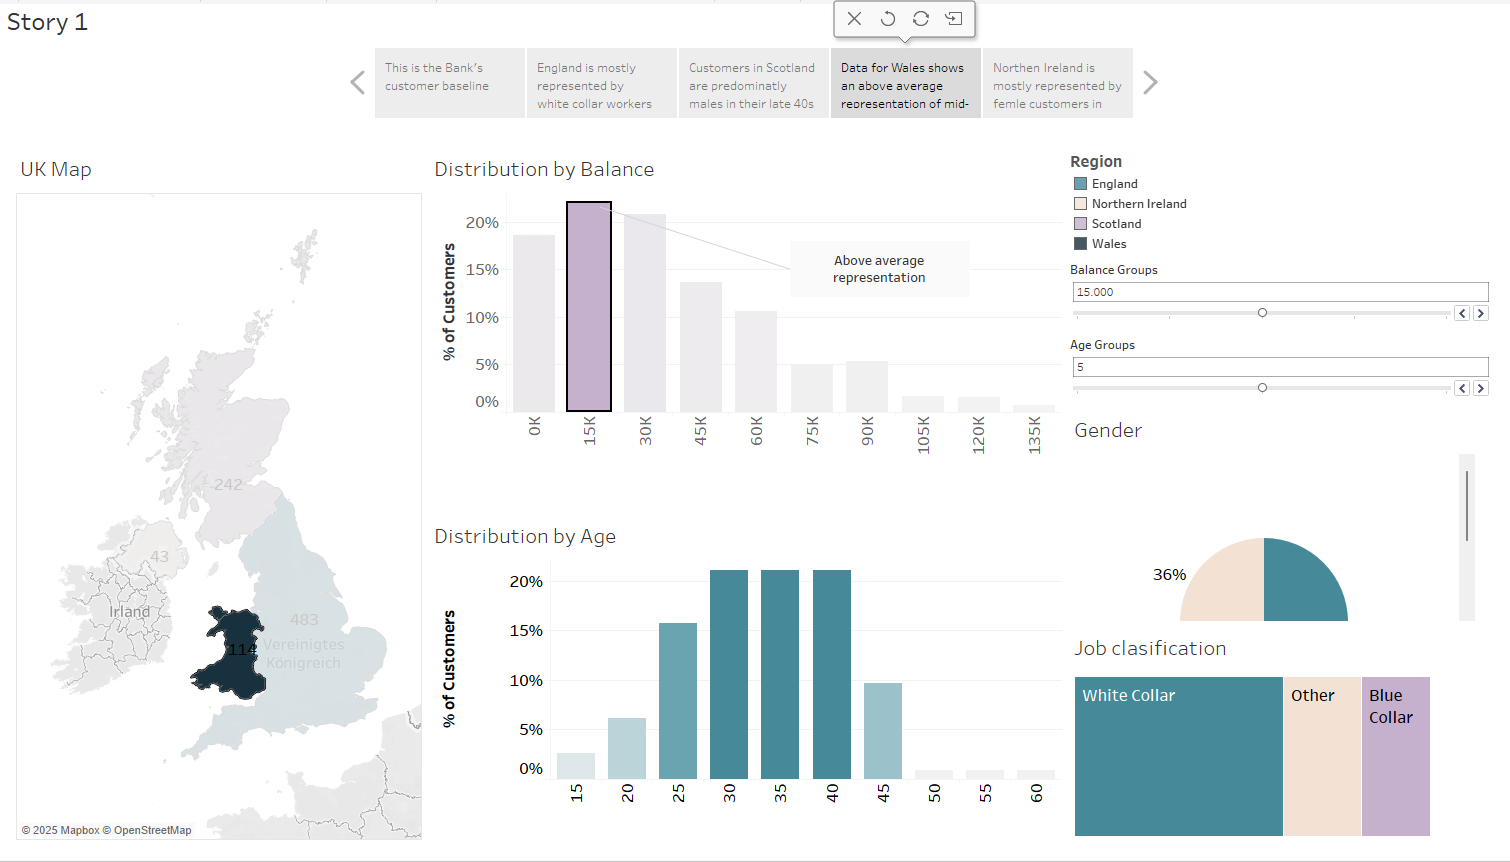 Story 1
This is the Bank's
customer baseline
England is mostly
represented by
white collar workers
Customers in Scotland
are predominatly
males in their late 40s
Data for Wales shows
an above average
representation of mid-
Northen Ireland is
mostly represented by
femle customers in
UK Map
242
43
Irland
483
114
Vereinigtes
Königreich
© 2025 Mapbox © OpenStreetMap
Distribution by Balance
% of Customers
20%
15%
10%
5%
0%
Above average
representation
0K
15K
30K
45K
60K
75K
90K
105K
120K
135K
Distribution by Age
% of Customers
20%
15%
10%
5%
0%
15
20
25
30
35
40
45
50
55
60
Region
England
Northern Ireland
Scotland
Wales
Balance Groups
15.000
Age Groups
5
Gender
36%
Job clasification
White Collar
Other
Blue
Collar